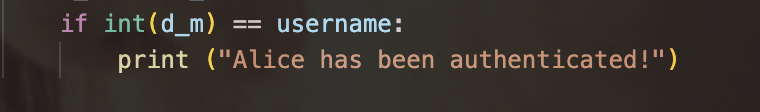 if int(d_m) == username:
print ("Alice has been authenticated!")